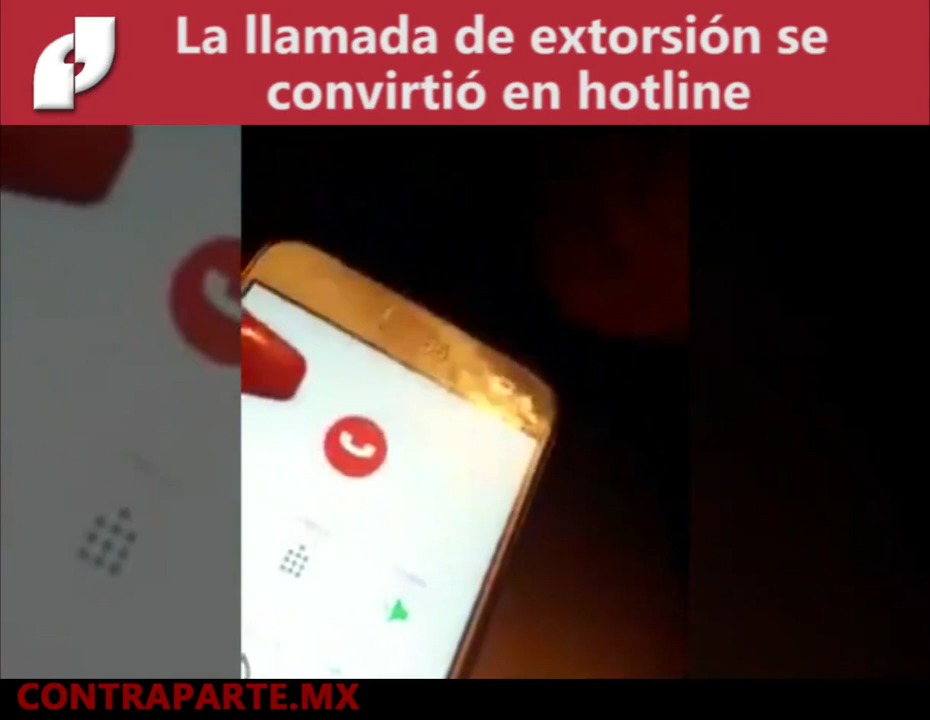 La llamada de extorsión se
convirtió en hotline
CONTRAPARTE.MX